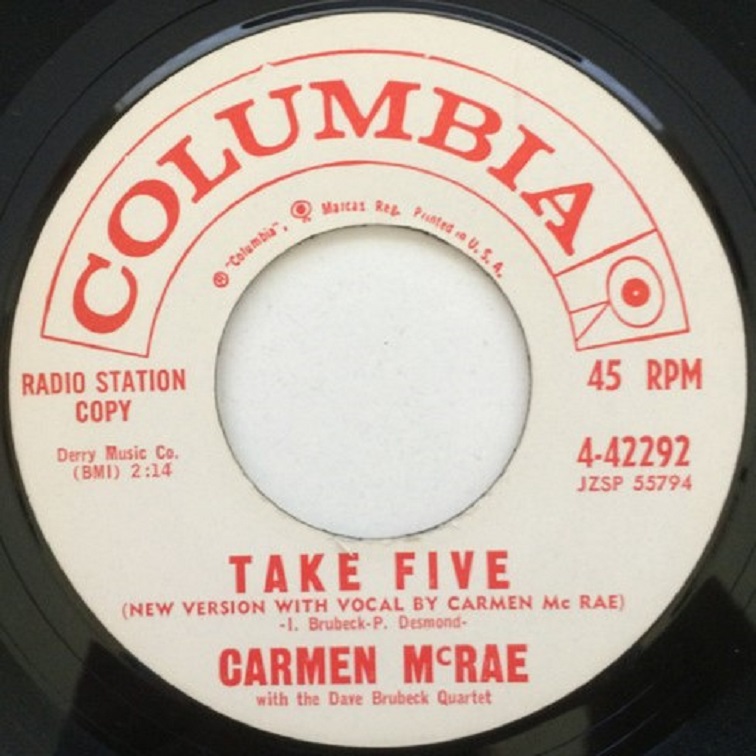 COLUMBIA
® "Columbia", Marcas Reg. Printed in U. S. A.
RADIO STATION
COPY
45 RPM
Derry Music Co.
(BMI) 2:14
4-42292
JZSP 55794
TAKE FIVE
(NEW VERSION WITH VOCAL BY CARMEN Mc RAE)
-I. Brubeck-P. Desmond-
CARMEN McRAE
with the Dave Brubeck Quartet